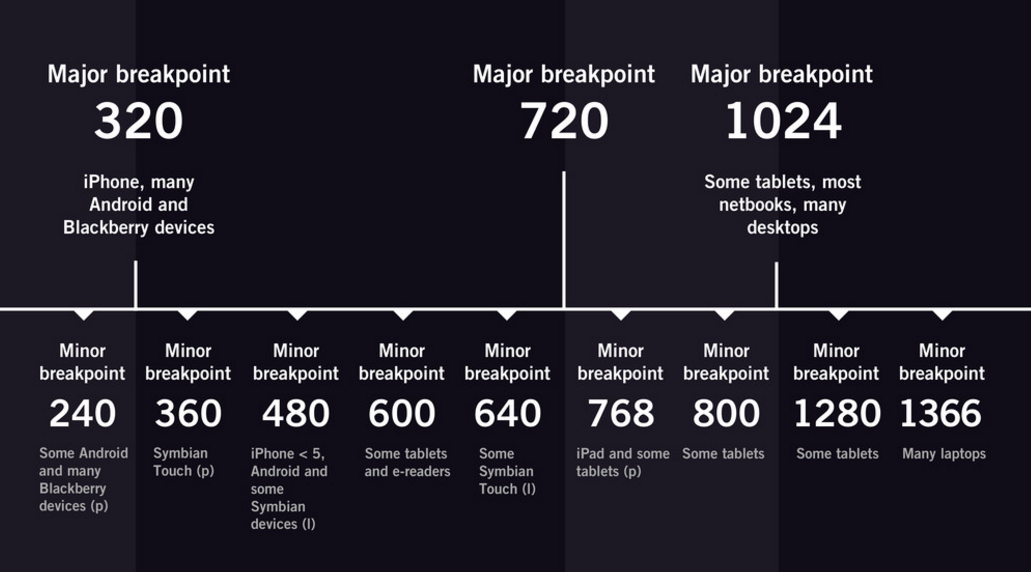 Major breakpoint
320
iPhone, many
Android and
Blackberry devices
Major breakpoint
720
Major breakpoint
1024
Some tablets, most
netbooks, many
desktops
Minor
breakpoint
240
Some Android
and many
Blackberry
devices (p)
Minor
breakpoint
360
Symbian
Touch (p)
Minor
breakpoint
480
iPhone < 5,
Android and
some
Symbian
devices (l)
Minor
breakpoint
600
Some tablets
and e-readers
Minor
breakpoint
640
Some
Symbian
Touch (l)
Minor
breakpoint
768
iPad and some
tablets (p)
Minor
breakpoint
800
Some tablets
Minor
breakpoint
1280
Some tablets
Minor
breakpoint
1366
Many laptops